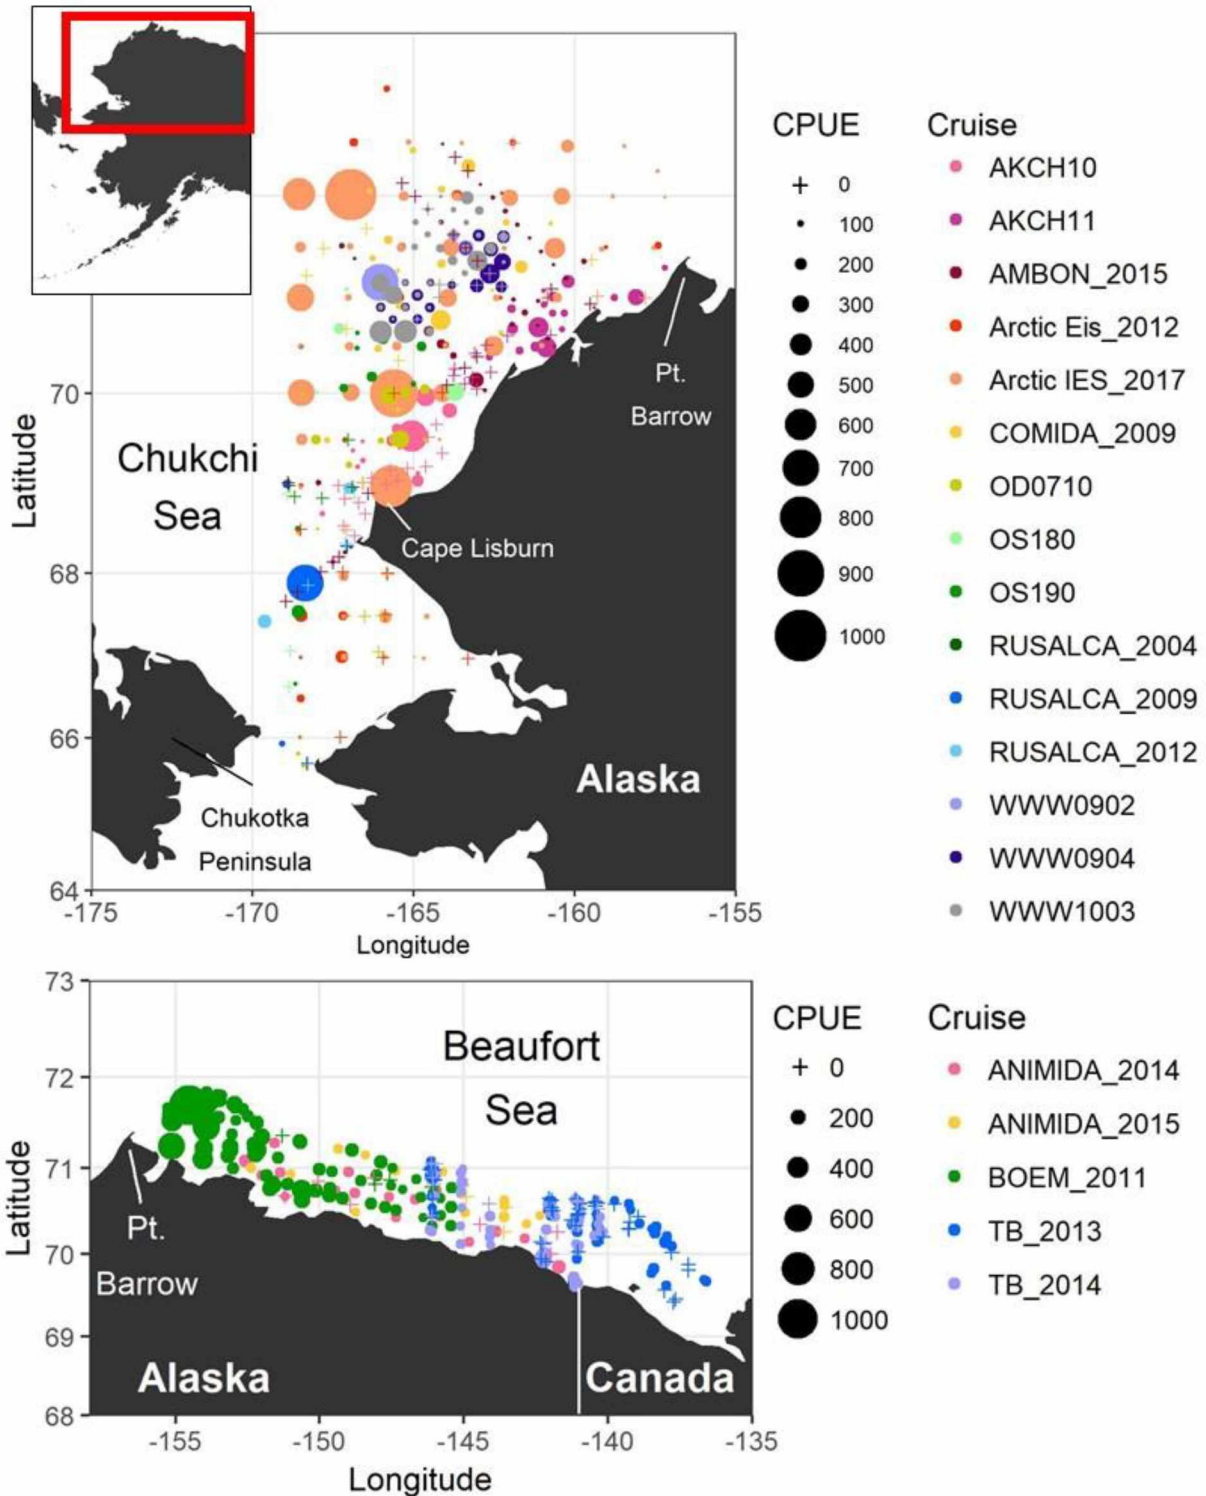 CPUE
0
100
200
300
400
500
600
700
800
900
1000
Cruise
AKCH10
AKCH11
AMBON_2015
Arctic Eis_2012
Arctic IES_2017
COMIDA_2009
OD0710
OS180
OS190
RUSALCA_2004
RUSALCA_2009
RUSALCA_2012
WWW0902
WWW0904
WWW1003
Latitude
70
68
66
64
Chukchi
Sea
Pt.
Barrow
Cape Lisburn
Alaska
Chukotka
Peninsula
-175
-170
-165
-160
-155
Longitude
Latitude
73
72
71
70
69
68
Beaufort
Sea
Pt.
Barrow
Alaska
Canada
-155
-150
-145
-140
-135
Longitude
CPUE
0
200
400
600
800
1000
Cruise
ANIMIDA_2014
ANIMIDA_2015
BOEM_2011
TB_2013
TB_2014